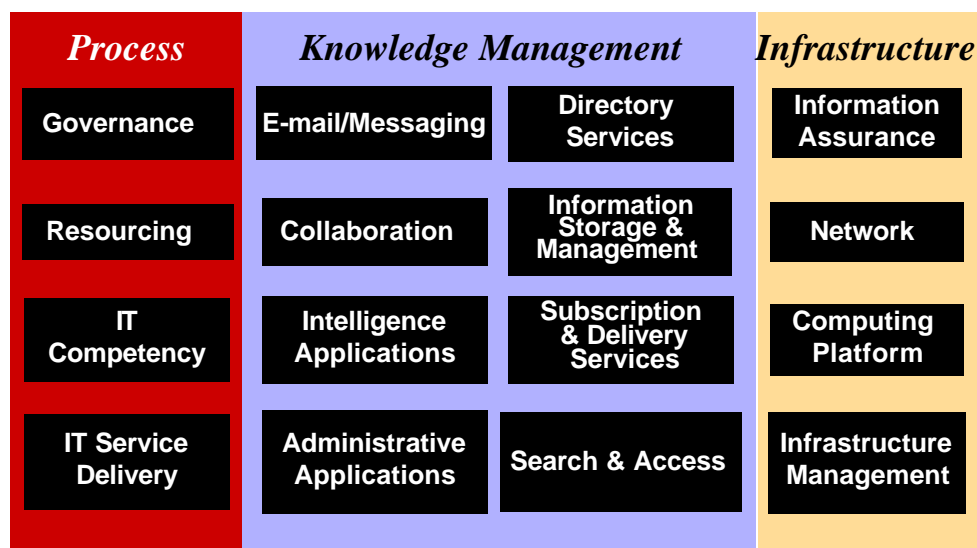 Process
Governance
Resourcing
IT
Competency
IT Service
Delivery
Knowledge Management
E-mail/Messaging
Collaboration
Intelligence
Applications
Administrative
Applications
Directory
Services
Information
Storage &
Management
Subscription
& Delivery
Services
Search & Access
Infrastructure
Information
Assurance
Network
Computing
Platform
Infrastructure
Management